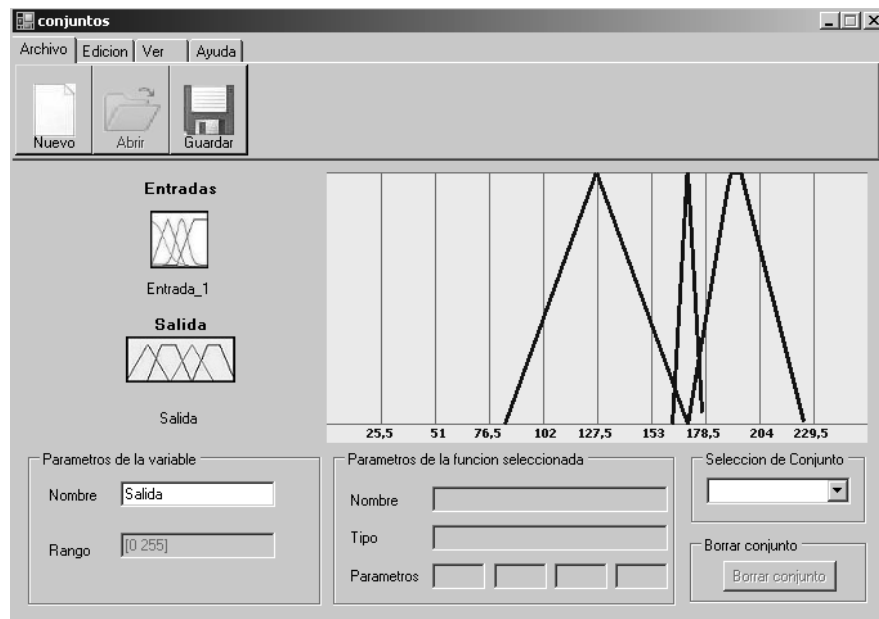 conjuntos
Archivo Edicion Ver Ayuda
Nuevo Abrir Guardar
Entradas
Entrada_1
Salida
Salida
25,5 51 76,5 102 127,5 153 178,5 204 229,5
Parametros de la variable
Nombre Salida
Rango [0 255]
Parametros de la funcion seleccionada
Nombre
Tipo
Parametros
Seleccion de Conjunto
Borrar conjunto
Borrar conjunto